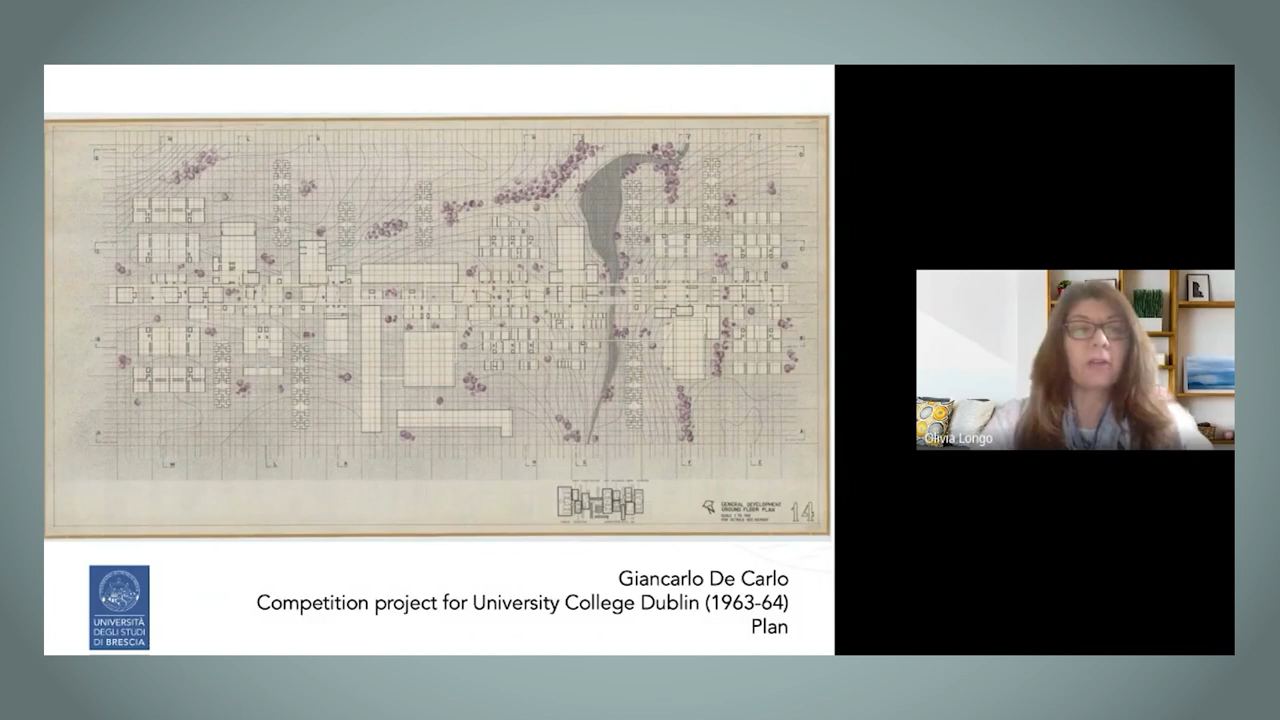 GENERAL DEVELOPMENT
GROUND FLOOR PLAN
14
Giancarlo De Carlo
Competition project for University College Dublin (1963-64)
Plan
UNIVERSITÀ
DEGLI STUDI
DI BRESCIA
Olivia Longo